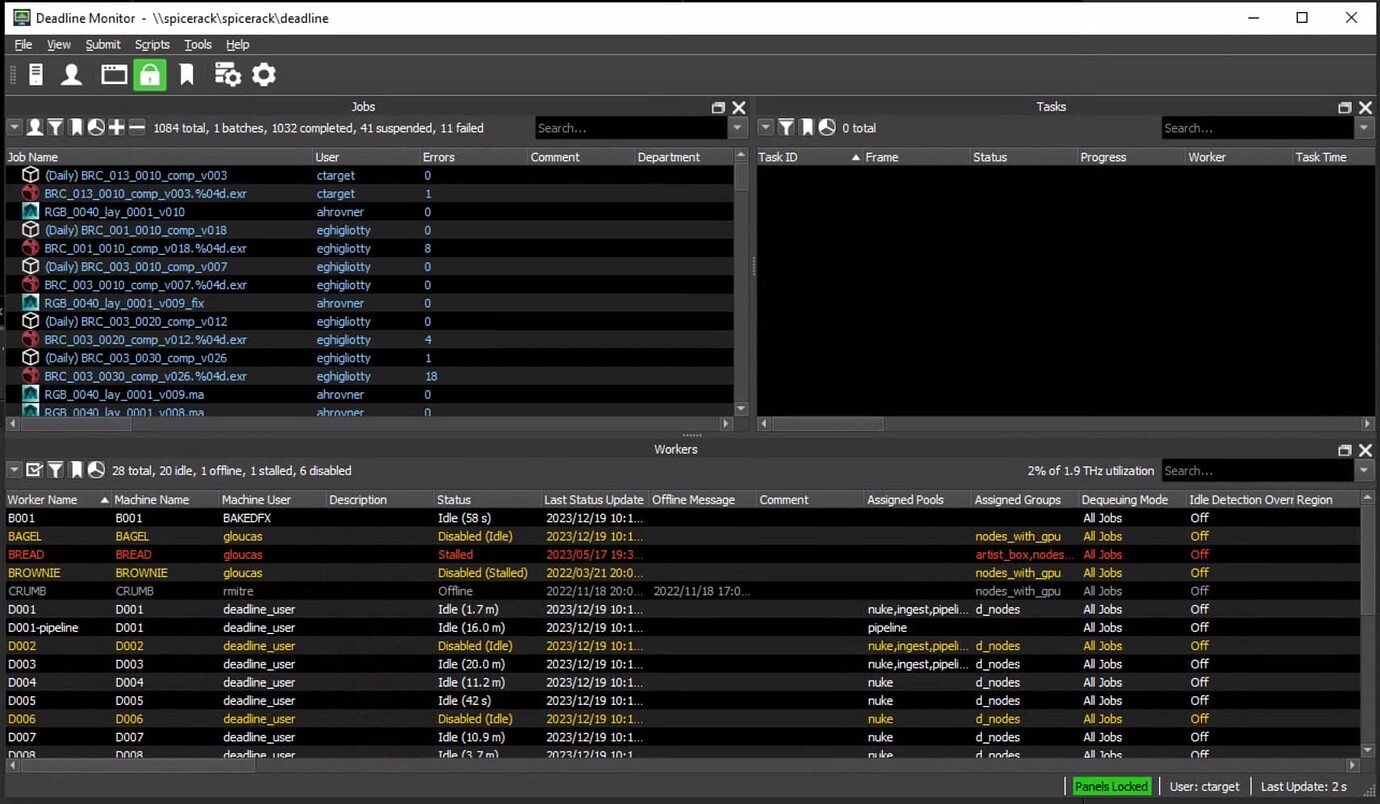 Deadline Monitor - \\spicerack\spicerack\deadline
File View Submit Scripts Tools Help
Jobs
1084 total, 1 batches, 1032 completed, 41 suspended, 11 failed Search...
Job Name User Errors Comment Department
(Daily) BRC_013_0010_comp_v003 ctarget 0
BRC_013_0010_comp_v003.%04d.exr ctarget 1
RGB_0040_lay_0001_v010 ahrovner 0
(Daily) BRC_001_0010_comp_v018 eghigliotty 0
BRC_001_0010_comp_v018.%04d.exr eghigliotty 8
(Daily) BRC_003_0010_comp_v007 eghigliotty 0
BRC_003_0010_comp_v007.%04d.exr eghigliotty 0
RGB_0040_lay_0001_v009_fix ahrovner 0
(Daily) BRC_003_0020_comp_v012 eghigliotty 0
BRC_003_0020_comp_v012.%04d.exr eghigliotty 4
(Daily) BRC_003_0030_comp_v026 eghigliotty 1
BRC_003_0030_comp_v026.%04d.exr eghigliotty 18
RGB_0040_lay_0001_v009.ma ahrovner 0
RGB_0040_lay_0001_v008.ma ahrovner 0
Tasks
0 total Search...
Task ID Frame Status Progress Worker Task Time
Workers
28 total, 20 idle, 1 offline, 1 stalled, 6 disabled 2% of 1.9 THz utilization Search...
Worker Name Machine Name Machine User Description Status Last Status Update Offline Message Comment Assigned Pools Assigned Groups Dequeuing Mode Idle Detection Overr Region
B001 B001 BAKEDFX Idle (58 s) 2023/12/19 10:1... All Jobs Off
BAGEL BAGEL gloucas Disabled (Idle) 2023/12/19 10:1... nodes_with_gpu All Jobs Off
BREAD BREAD gloucas Stalled 2023/05/17 19:3... artist_box,nodes... All Jobs Off
BROWNIE BROWNIE gloucas Disabled (Stalled) 2022/03/21 20:0... nodes_with_gpu All Jobs Off
CRUMB CRUMB rmitre Offline 2022/11/18 20:0... 2022/11/18 17:0... nodes_with_gpu All Jobs Off
D001 D001 deadline_user Idle (1.7 m) 2023/12/19 10:1... nuke,ingest,pipeli... d_nodes All Jobs Off
D001-pipeline D001 deadline_user Idle (16.0 m) 2023/12/19 10:1... pipeline All Jobs Off
D002 D002 deadline_user Disabled (Idle) 2023/12/19 10:1... nuke,ingest,pipeli... d_nodes All Jobs Off
D003 D003 deadline_user Idle (20.0 m) 2023/12/19 10:1... nuke,ingest,pipeli... d_nodes All Jobs Off
D004 D004 deadline_user Idle (11.2 m) 2023/12/19 10:1... nuke d_nodes All Jobs Off
D005 D005 deadline_user Idle (42 s) 2023/12/19 10:1... nuke d_nodes All Jobs Off
D006 D006 deadline_user Disabled (Idle) 2023/12/19 10:1... nuke d_nodes All Jobs Off
D007 D007 deadline_user Idle (10.9 m) 2023/12/19 10:1... nuke d_nodes All Jobs Off
D008 D008 deadline_user Idle (3.7 m) 2023/12/19 10:1... nuke d_nodes All Jobs Off
Panels Locked User: ctarget Last Update: 2 s